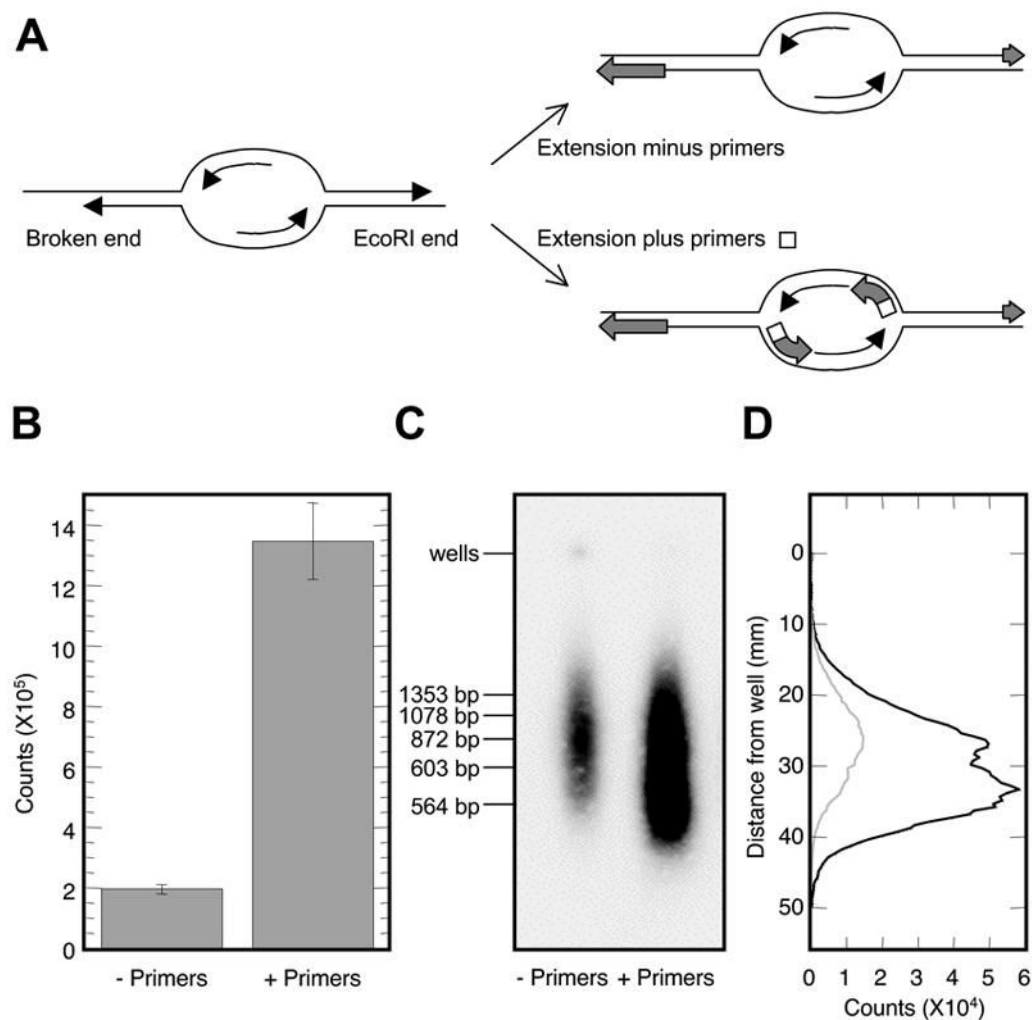 A
Extension minus primers
Broken end
EcoRI end
Extension plus primers
B
C
D
14
12
10
8
6
4
2
0
Counts (X10⁵)
- Primers
+ Primers
wells
1353 bp
1078 bp
872 bp
603 bp
564 bp
- Primers + Primers
Distance from well (mm)
0
10
20
30
40
50
0 1 2 3 4 5 6
Counts (X10⁴)